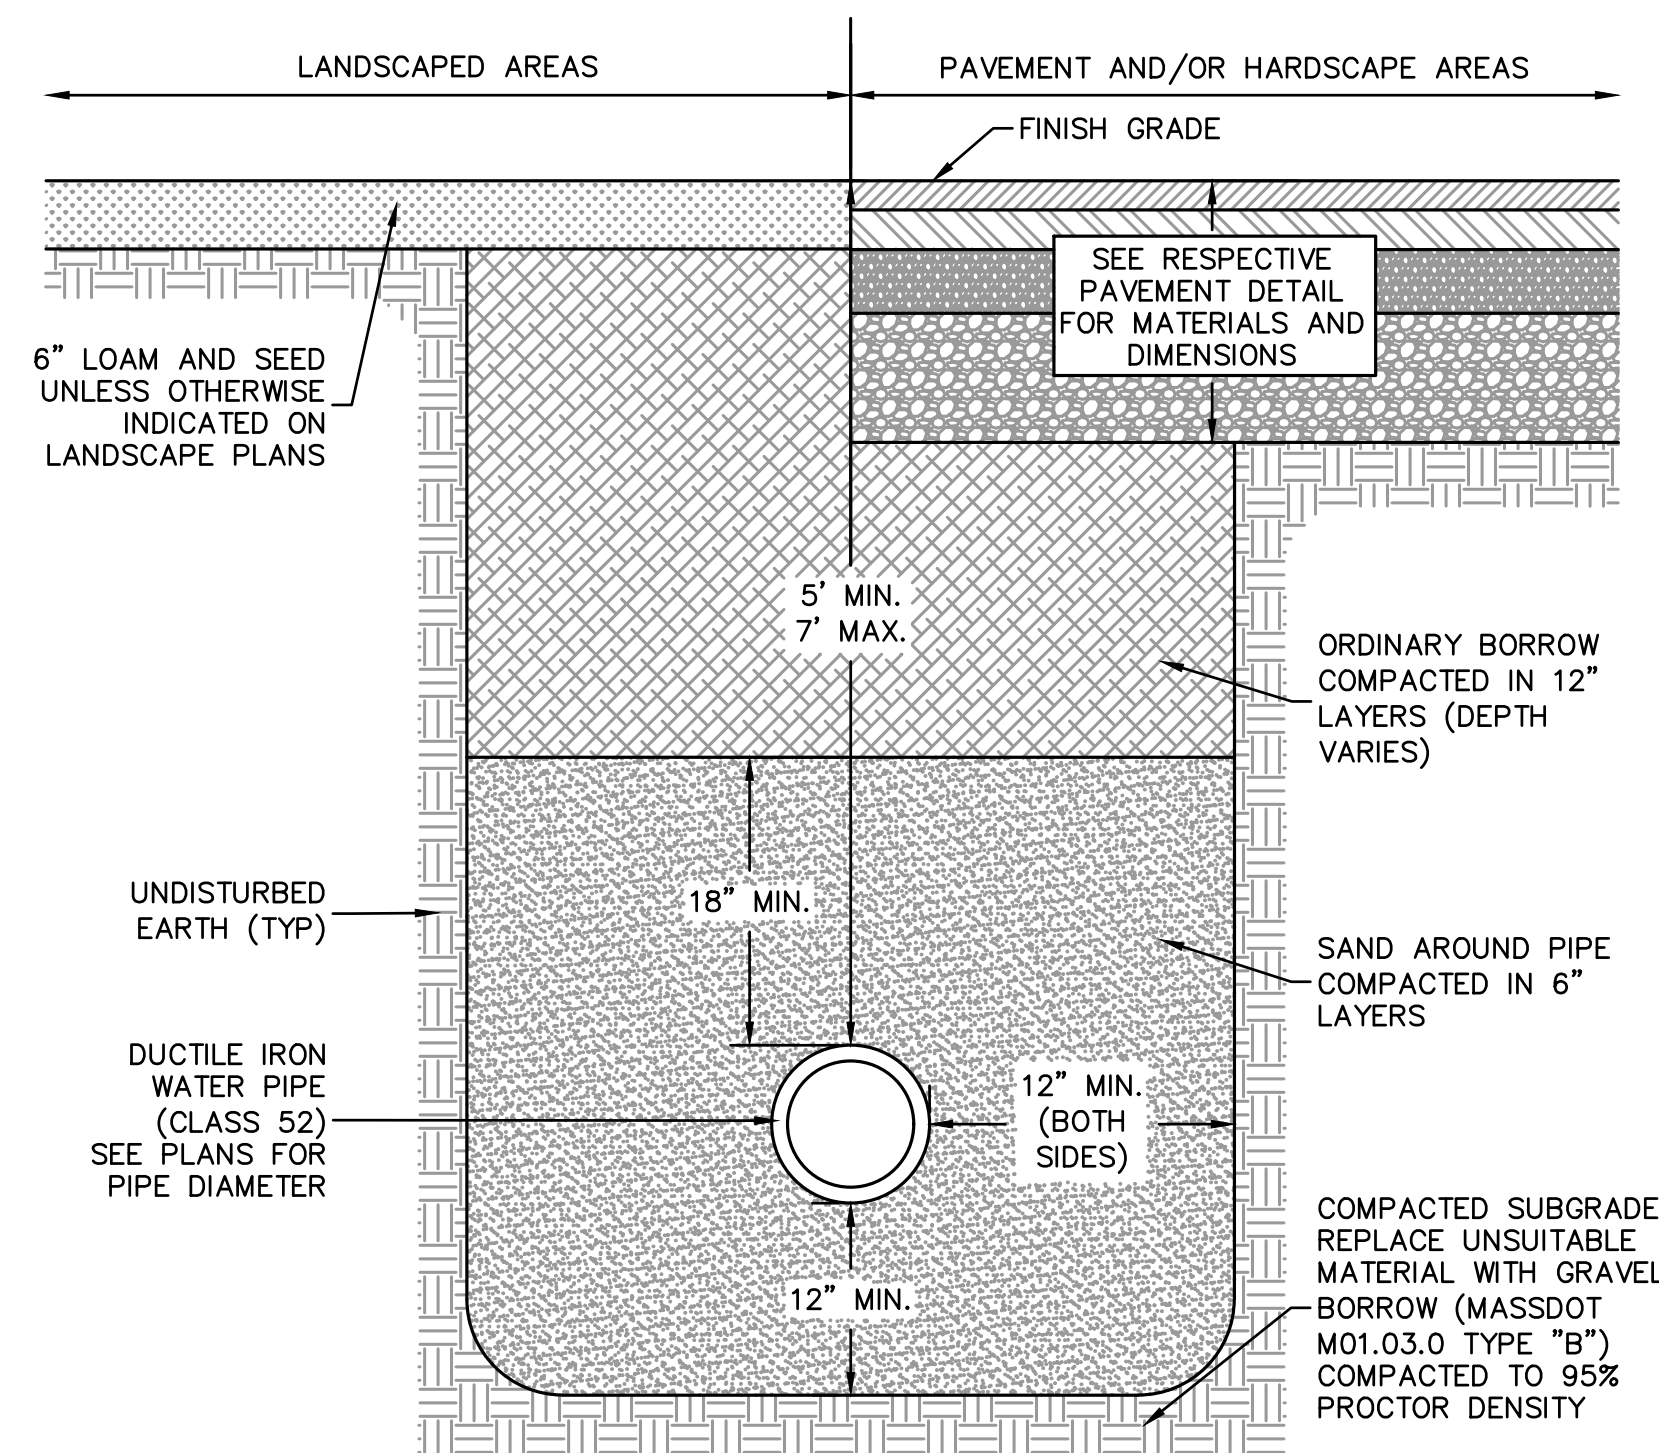 LANDSCAPED AREAS
PAVEMENT AND/OR HARDSCAPE AREAS
FINISH GRADE
SEE RESPECTIVE
PAVEMENT DETAIL
FOR MATERIALS AND
DIMENSIONS
6" LOAM AND SEED
UNLESS OTHERWISE
INDICATED ON
LANDSCAPE PLANS
5' MIN.
7' MAX.
ORDINARY BORROW
COMPACTED IN 12"
LAYERS (DEPTH
VARIES)
UNDISTURBED
EARTH (TYP)
18" MIN.
SAND AROUND PIPE
COMPACTED IN 6"
LAYERS
DUCTILE IRON
WATER PIPE
(CLASS 52)
SEE PLANS FOR
PIPE DIAMETER
12" MIN.
(BOTH
SIDES)
12" MIN.
COMPACTED SUBGRADE
REPLACE UNSUITABLE
MATERIAL WITH GRAVEL
BORROW (MASSDOT
M01.03.0 TYPE "B")
COMPACTED TO 95%
PROCTOR DENSITY